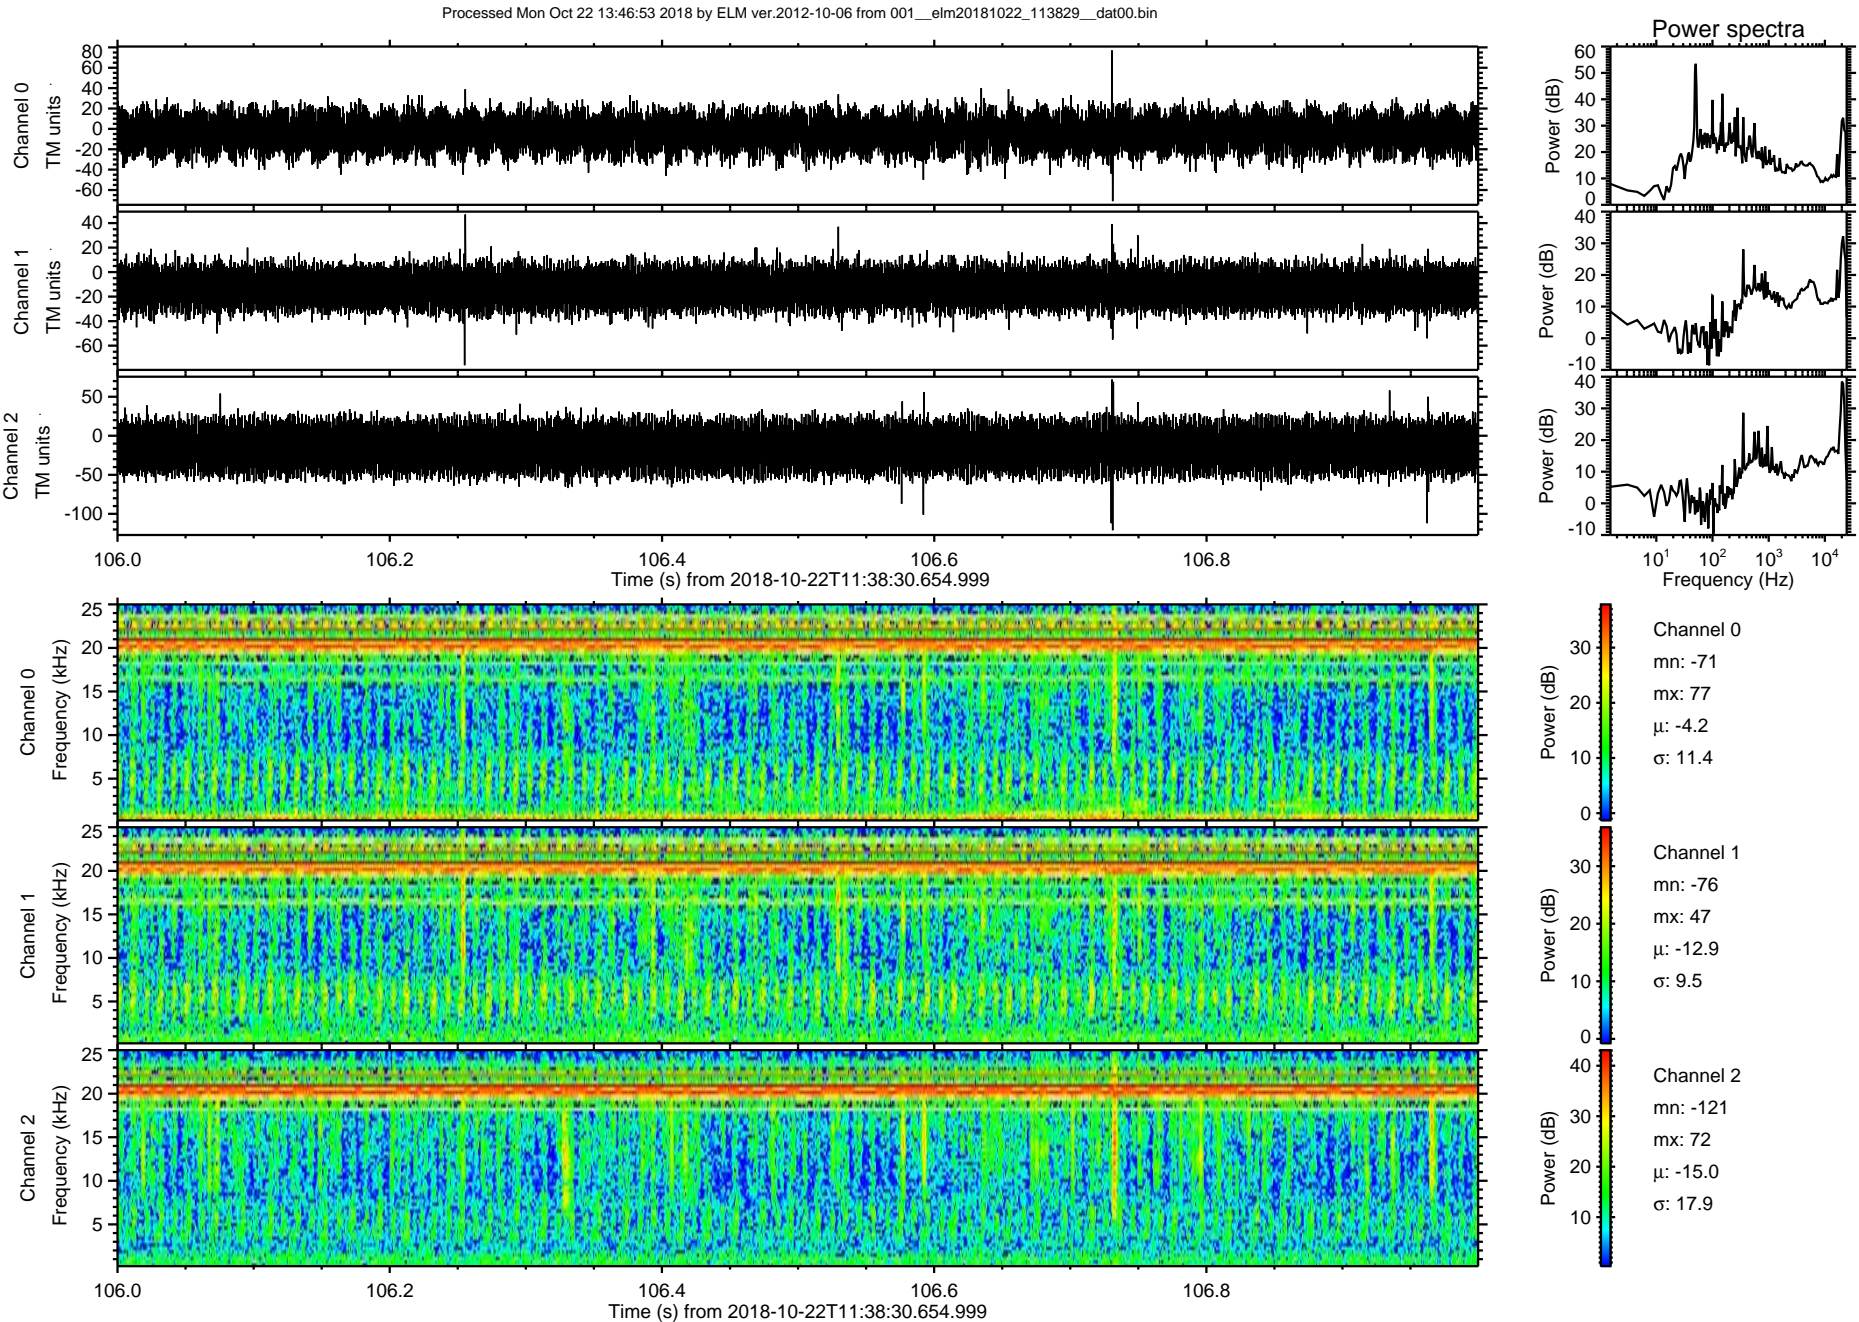 Processed Mon Oct 22 13:46:53 2018 by ELM ver.2012-10-06 from 001__elm20181022_113829__dat00.bin
Power spectra
Channel 0
TM units
80
60
40
20
0
-20
-40
-60
Power (dB)
60
50
40
30
20
10
0
Channel 1
TM units
40
20
0
-20
-40
-60
Power (dB)
40
30
20
10
0
-10
Channel 2
TM units
50
0
-50
-100
Power (dB)
40
30
20
10
0
-10
106.0 106.2 106.4 106.6 106.8
Time (s) from 2018-10-22T11:38:30.654.999
10^1 10^2 10^3 10^4
Frequency (Hz)
Channel 0
Frequency (kHz)
25
20
15
10
5
Power (dB)
30
20
10
0
Channel 0
mn: -71
mx: 77
μ: -4.2
σ: 11.4
Channel 1
Frequency (kHz)
25
20
15
10
5
Power (dB)
30
20
10
0
Channel 1
mn: -76
mx: 47
μ: -12.9
σ: 9.5
Channel 2
Frequency (kHz)
25
20
15
10
5
Power (dB)
40
30
20
10
Channel 2
mn: -121
mx: 72
μ: -15.0
σ: 17.9
106.0 106.2 106.4 106.6 106.8
Time (s) from 2018-10-22T11:38:30.654.999